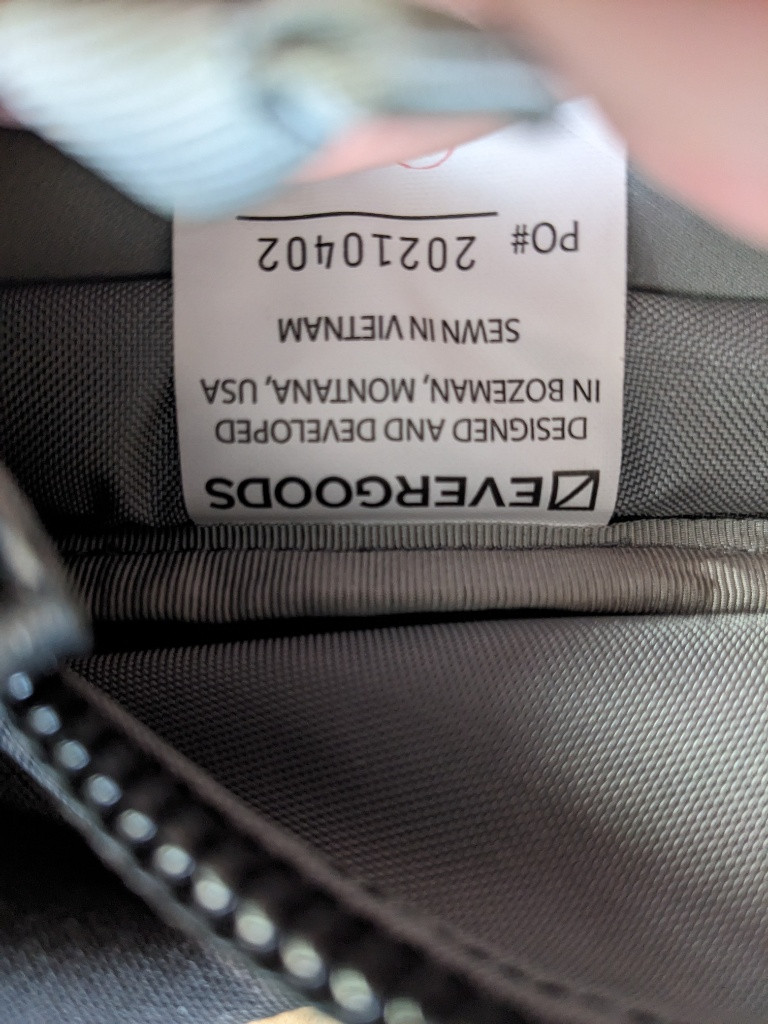 EVERGOODS
DESIGNED AND DEVELOPED
IN BOZEMAN, MONTANA, USA
SEWN IN VIETNAM
PO# 20210402